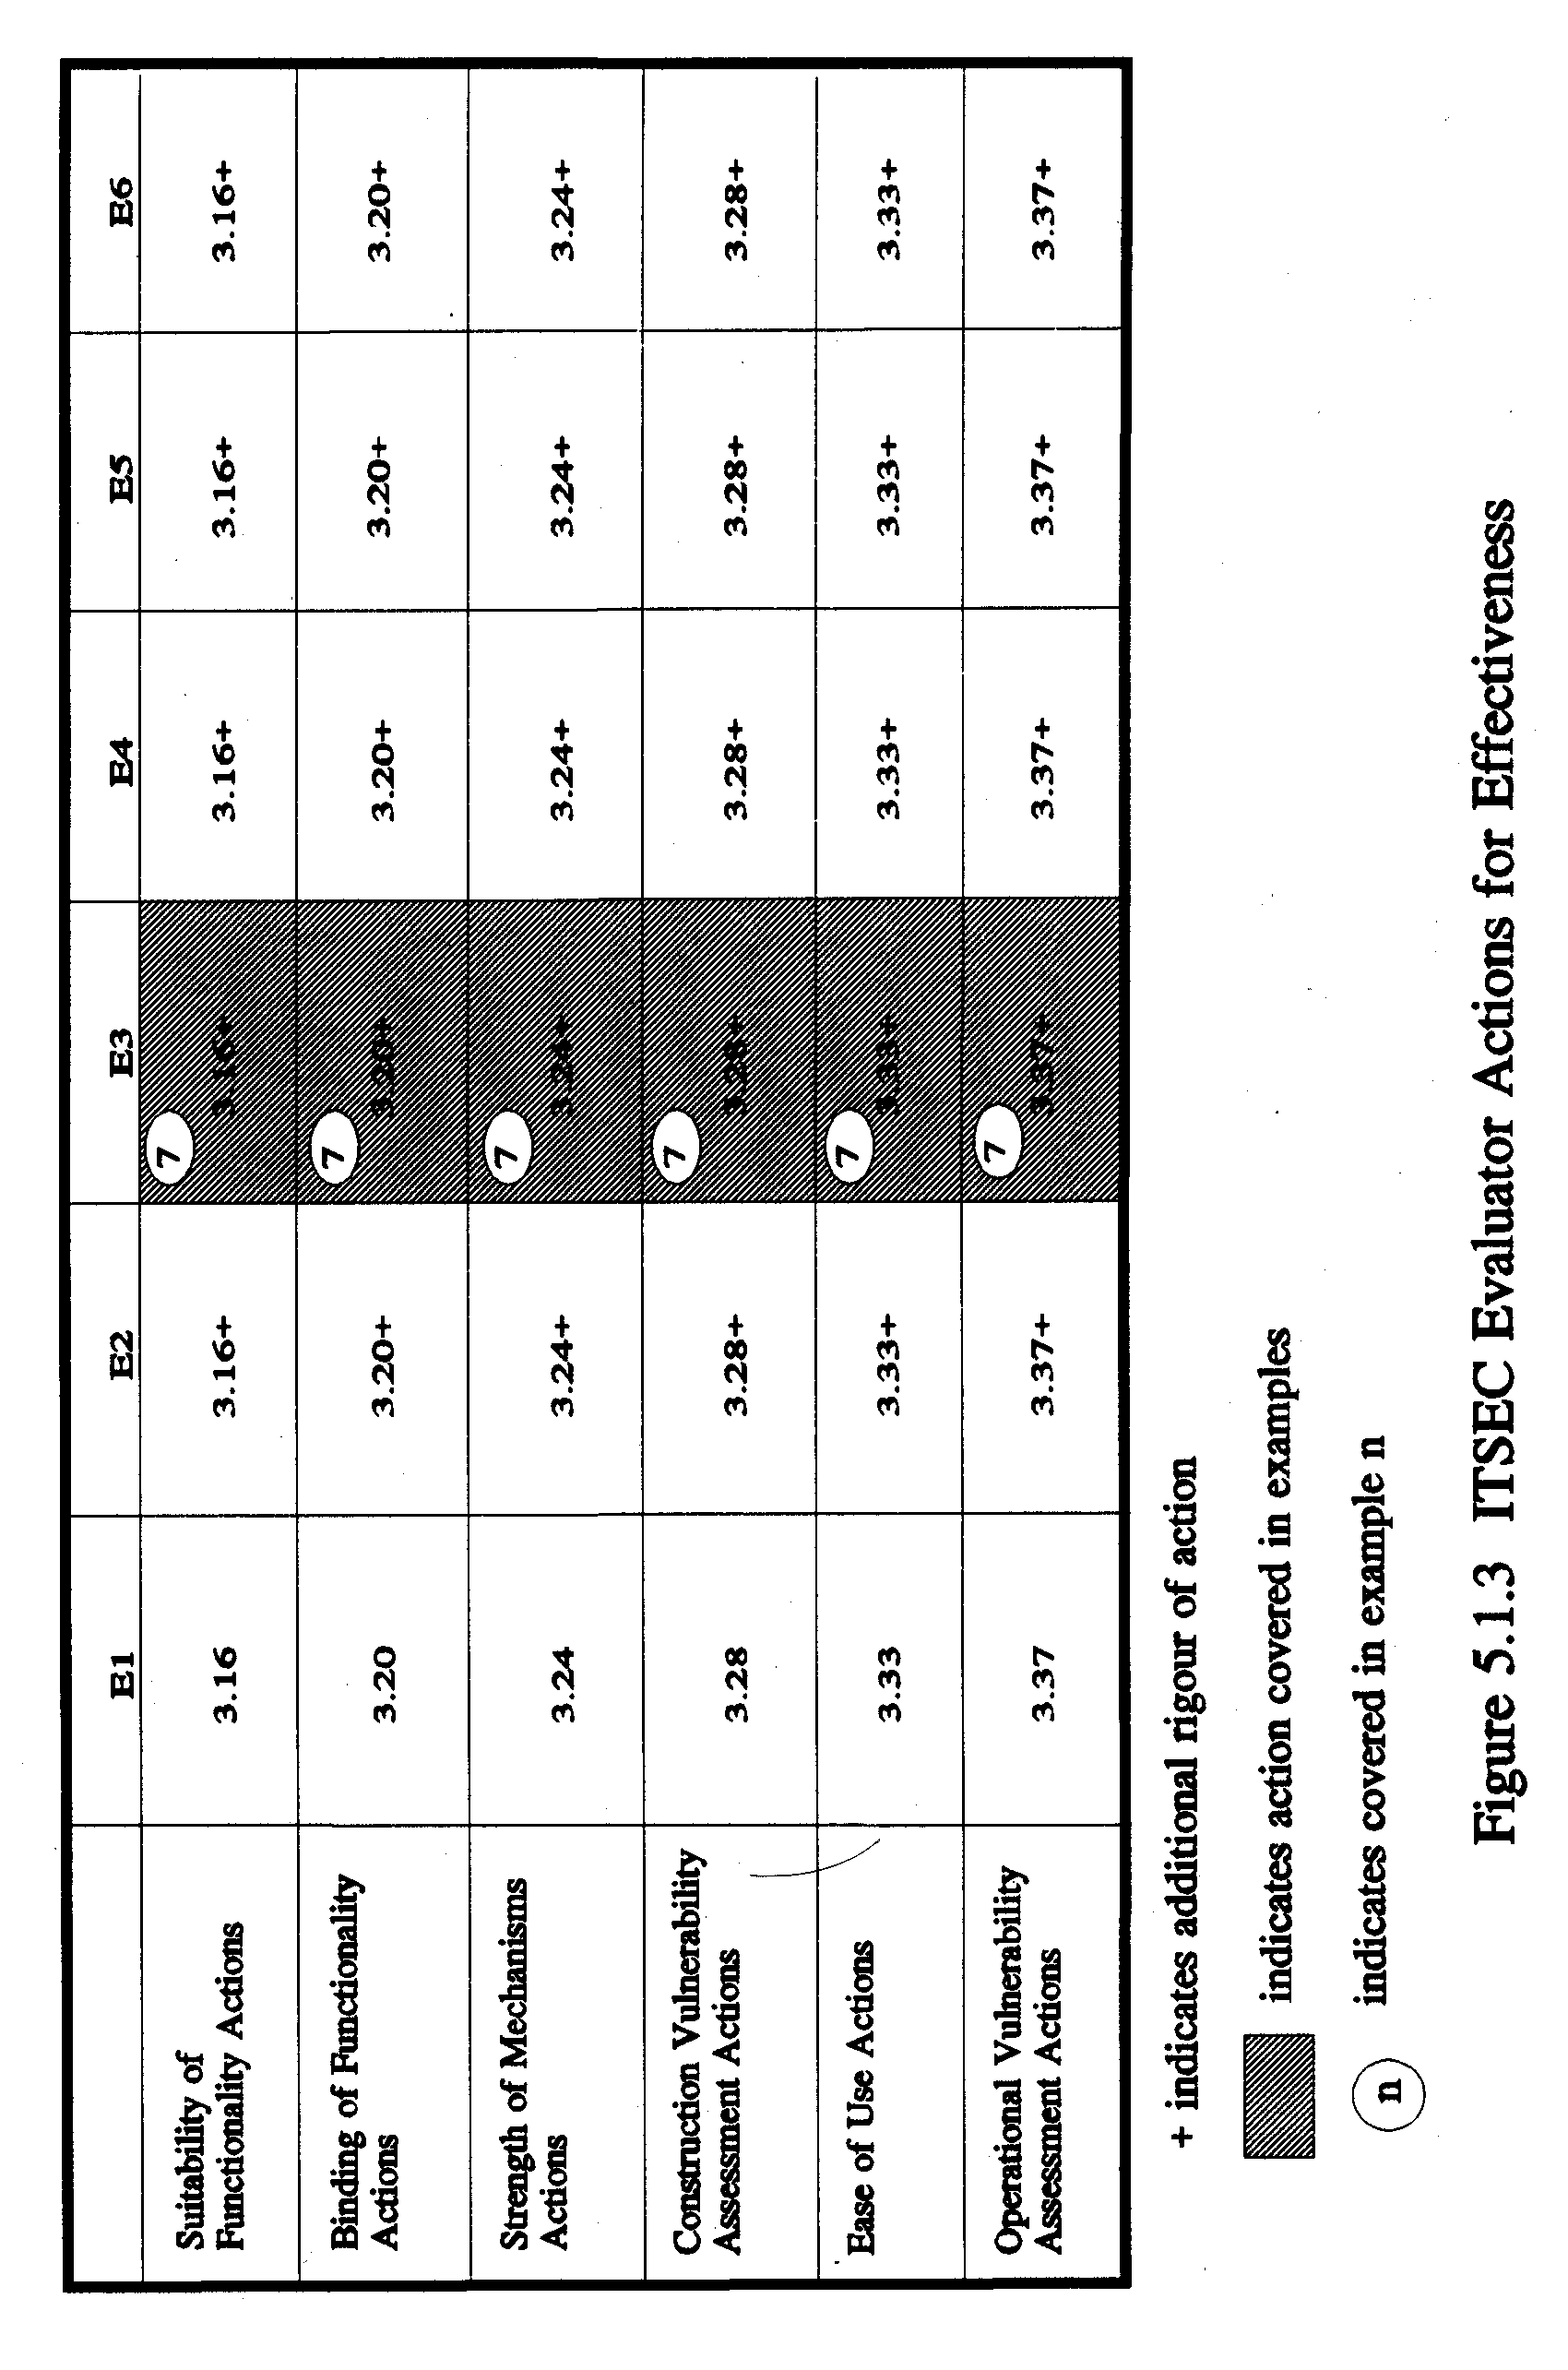 E1 E2 E3 E4 E5 E6
Suitability of
Functionality Actions
3.16 3.16+ 7 3.16+ 3.16+ 3.16+ 3.16+
Binding of Functionality
Actions
3.20 3.20+ 7 3.20+ 3.20+ 3.20+ 3.20+
Strength of Mechanisms
Actions
3.24 3.24+ 7 3.24+ 3.24+ 3.24+ 3.24+
Construction Vulnerability
Assessment Actions
3.28 3.28+ 7 3.28+ 3.28+ 3.28+ 3.28+
Ease of Use Actions
3.33 3.33+ 7 3.33+ 3.33+ 3.33+ 3.33+
Operational Vulnerability
Assessment Actions
3.37 3.37+ 7 3.37+ 3.37+ 3.37+ 3.37+
+ indicates additional rigour of action
indicates action covered in examples
n indicates covered in example n
Figure 5.1.3 ITSEC Evaluator Actions for Effectiveness